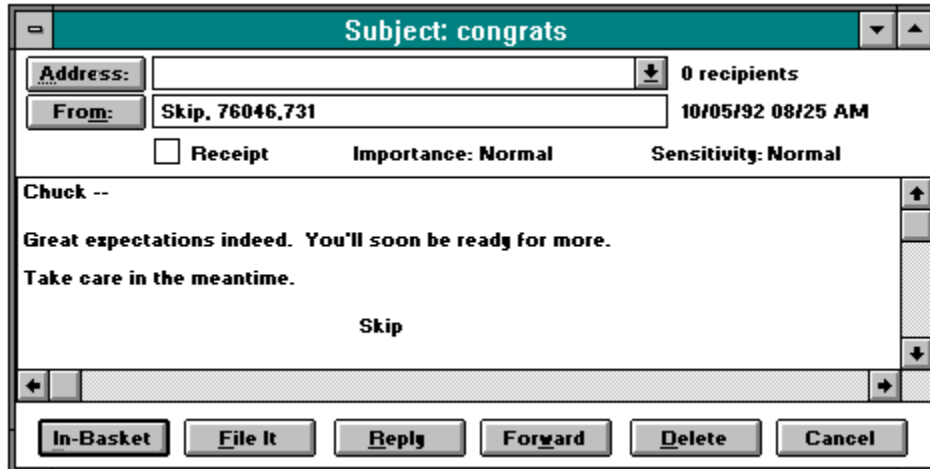 Subject: congrats
Address: 0 recipients
From: Skip, 76046,731 10/05/92 08/25 AM
Receipt Importance: Normal Sensitivity: Normal
Chuck --
Great expectations indeed. You'll soon be ready for more.
Take care in the meantime.
Skip
In-Basket File It Reply Forward Delete Cancel